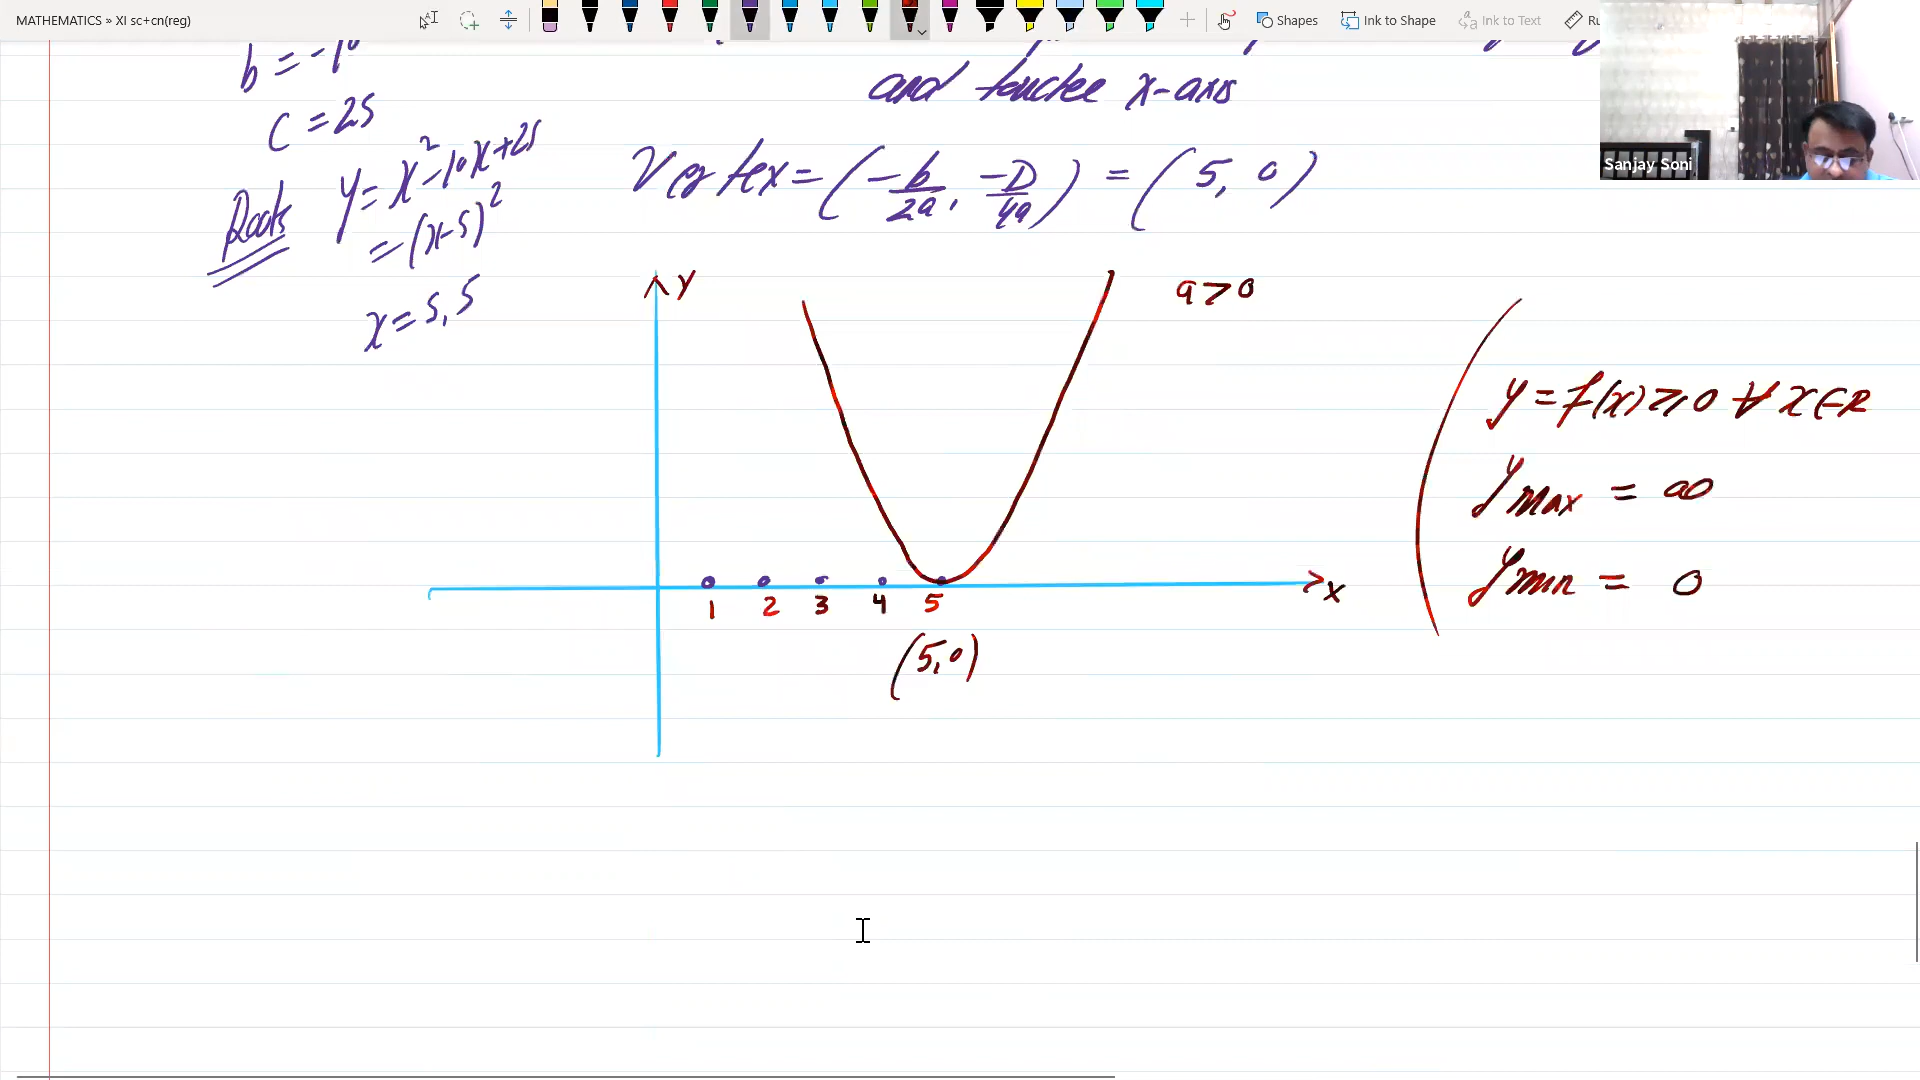 MATHEMATICS » XI sc+cn(reg)
Shapes
Ink to Shape
Ink to Text
Ru
Sanjay Soni
b = -10
c = 25
and touches x-axis
Roots y = x² - 10x + 25
= (x-5)²
x = 5, 5
Vertex = (-b/2a, -D/4a) = (5, 0)
y
a > 0
y = f(x) ≥ 0 ∀ x ∈ R
ymax = ∞
ymin = 0
1 2 3 4 5
x
(5,0)